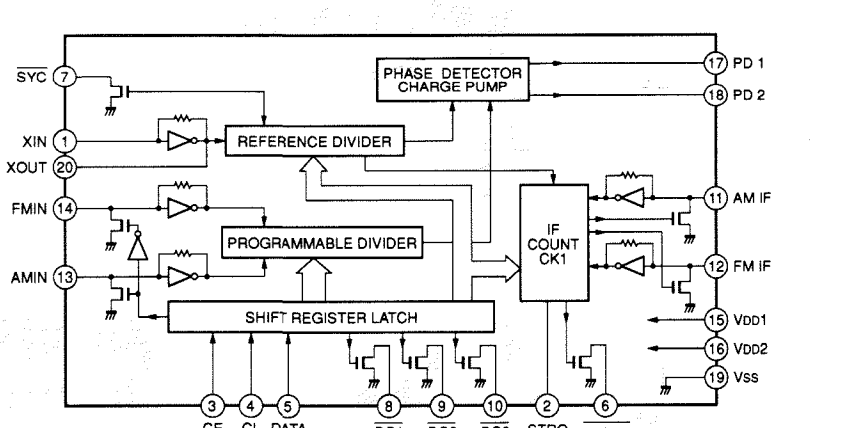 PHASE DETECTOR
CHARGE PUMP
17 PD 1
18 PD 2
SYC 7
XIN 1
XOUT 20
REFERENCE DIVIDER
FMIN 14
PROGRAMMABLE DIVIDER
AMIN 13
IF
COUNT
CK1
11 AM IF
12 FM IF
SHIFT REGISTER LATCH
15 VDD1
16 VDD2
19 VSS
3 4 5 8 9 10 2 6
DATA